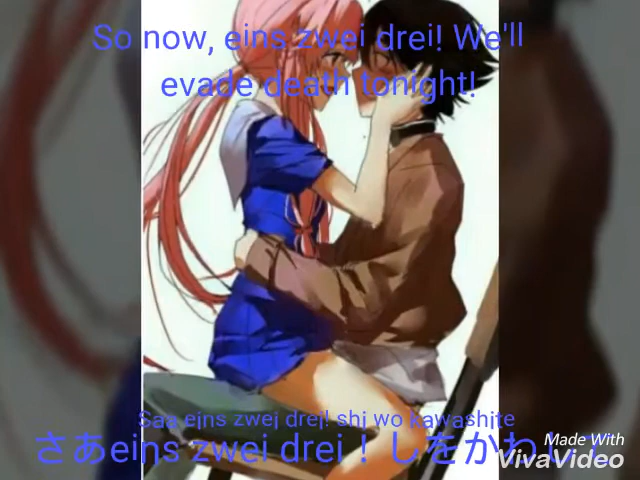 So now, eins zwei drei! We'll
evade death tonight!
Saa eins zwei drei! shi wo kawashite
さあeins zwei drei！しをかわして
Made With
VivaVideo